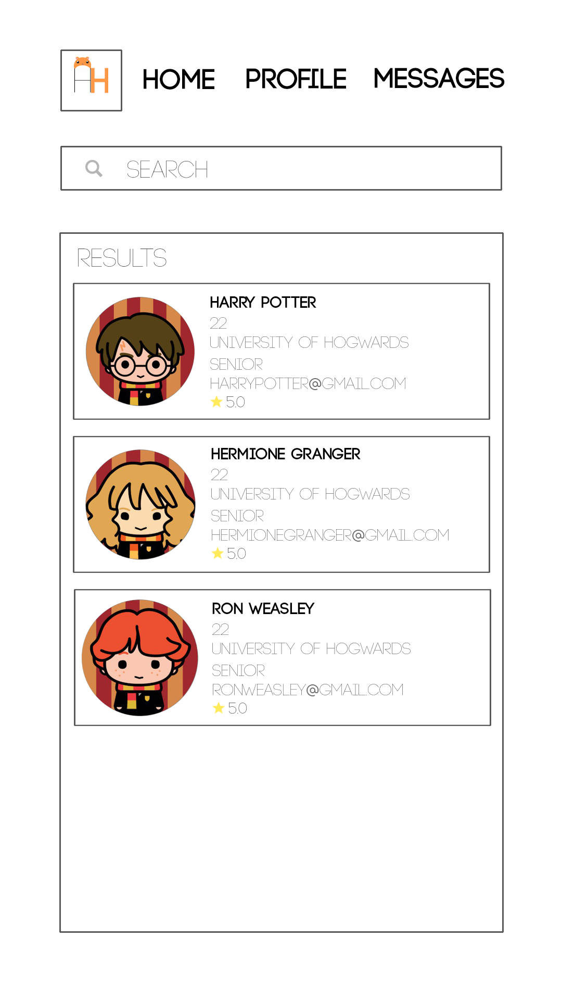 AH
HOME PROFILE MESSAGES
SEARCH
RESULTS
HARRY POTTER
22
UNIVERSITY OF HOGWARDS
SENIOR
HARRYPOTTER@GMAIL.COM
5.0
HERMIONE GRANGER
22
UNIVERSITY OF HOGWARDS
SENIOR
HERMIONEGRANGER@GMAIL.COM
5.0
RON WEASLEY
22
UNIVERSITY OF HOGWARDS
SENIOR
RONWEASLEY@GMAIL.COM
5.0